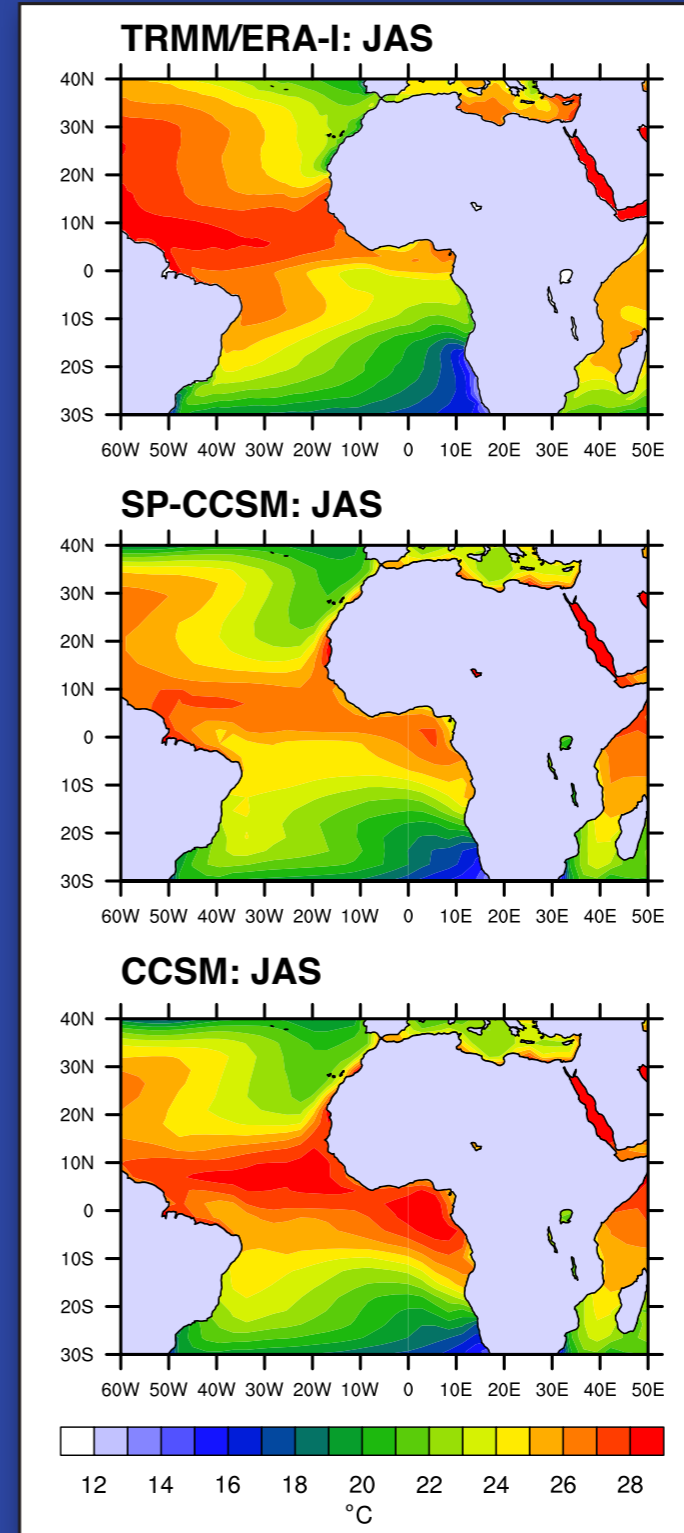 TRMM/ERA-I: JAS
40N
30N
20N
10N
0
10S
20S
30S
60W 50W 40W 30W 20W 10W 0 10E 20E 30E 40E 50E
SP-CCSM: JAS
40N
30N
20N
10N
0
10S
20S
30S
60W 50W 40W 30W 20W 10W 0 10E 20E 30E 40E 50E
CCSM: JAS
40N
30N
20N
10N
0
10S
20S
30S
60W 50W 40W 30W 20W 10W 0 10E 20E 30E 40E 50E
12 14 16 18 20 22 24 26 28
°C